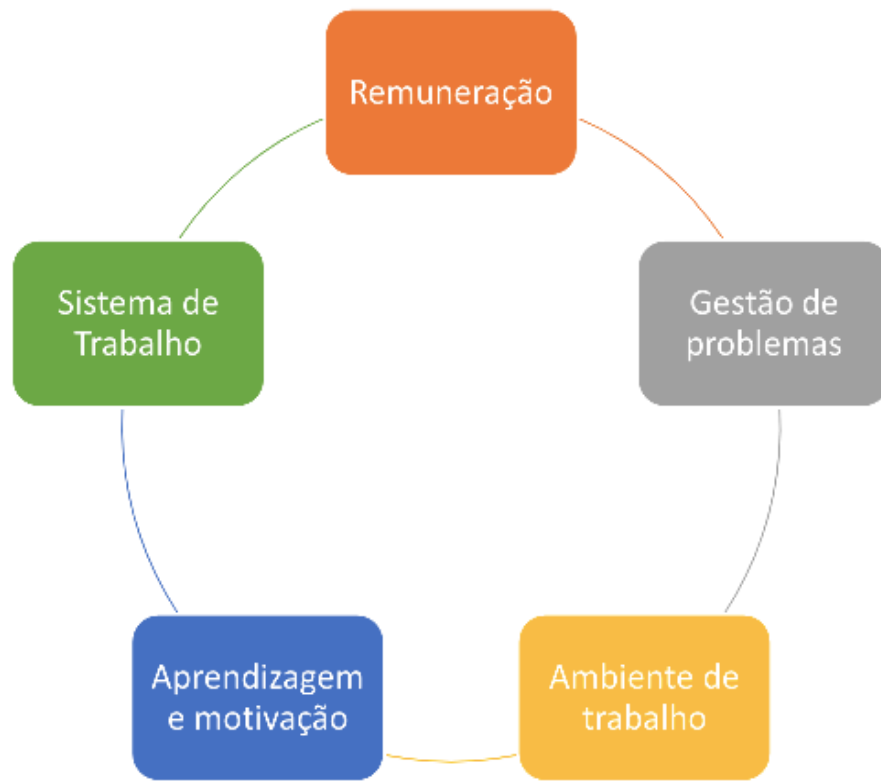 Remuneração
Gestão de
problemas
Ambiente de
trabalho
Aprendizagem
e motivação
Sistema de
Trabalho